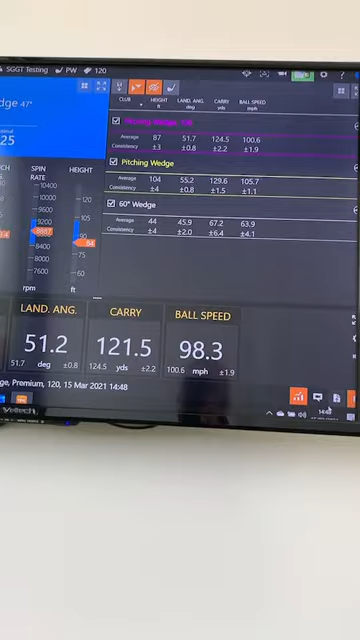 SGGT Testing PW 120
edge 47°
25
CLUB HEIGHT LAND. ANG. CARRY BALL SPEED
ft deg yds mph
Average 87 51.7 124.5 100.6
Consistency ±3 ±0.8 ±2.2 ±1.9
Pitching Wedge
Average 104 55.2 129.6 105.7
Consistency ±4 ±0.8 ±1.5 ±1.1
60° Wedge
Average 44 45.9 67.2 63.9
Consistency ±4 ±2.0 ±6.4 ±4.1
SPIN RATE HEIGHT
10400
9800
9200
8887
8400
7600
rpm
120
105
90
84
75
60
ft
LAND. ANG. CARRY BALL SPEED
51.2 121.5 98.3
51.7 deg ±0.8 124.5 yds ±2.2 100.6 mph ±1.9
Premium, 120, 15 Mar 2021 14:48
14:48